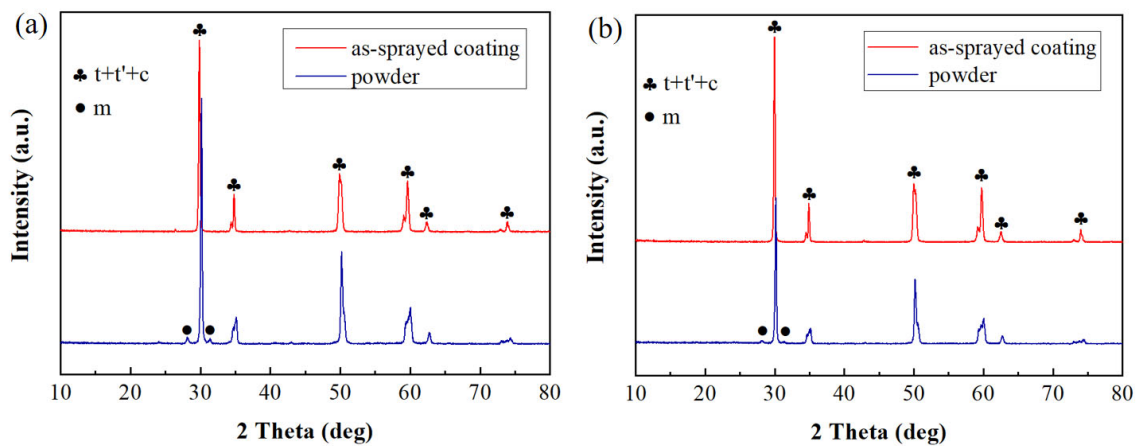 (a)
as-sprayed coating
powder
♣ t+t'+c
● m
♣
♣
♣
♣
♣
♣
● ●
Intensity (a.u.)
10 20 30 40 50 60 70 80
2 Theta (deg)
(b)
as-sprayed coating
powder
♣ t+t'+c
● m
♣
♣
♣
♣
♣
♣
● ●
Intensity (a.u.)
10 20 30 40 50 60 70 80
2 Theta (deg)